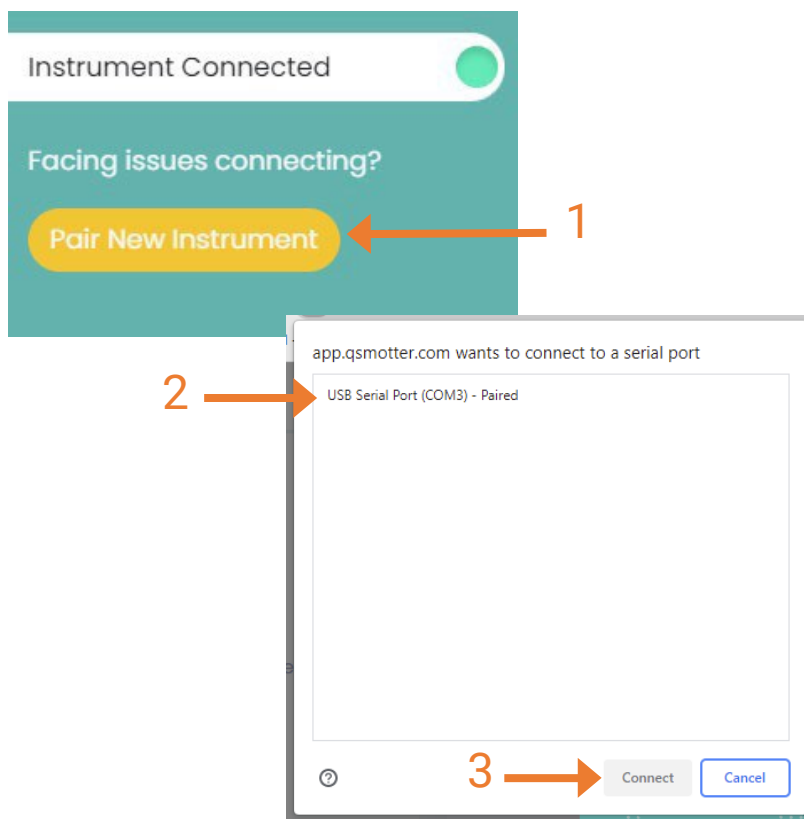 Instrument Connected
Facing issues connecting?
Pair New Instrument
1
app.qsmotter.com wants to connect to a serial port
2
USB Serial Port (COM3) - Paired
3
Connect
Cancel